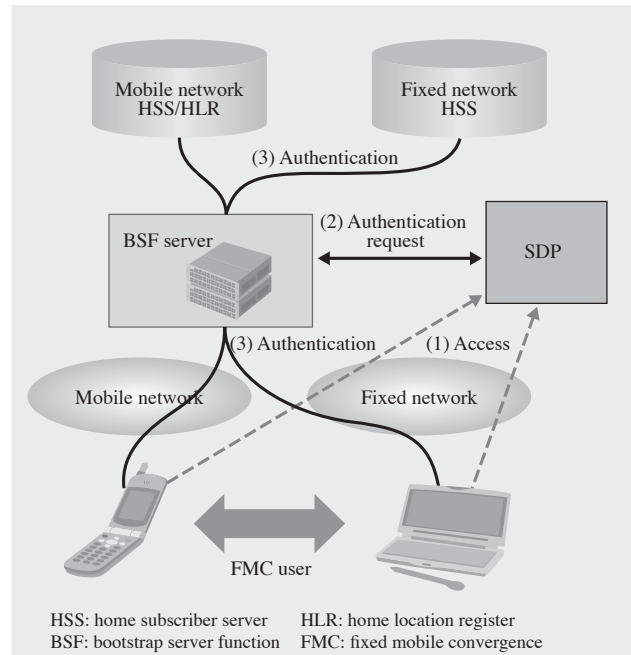 Mobile network
HSS/HLR
Fixed network
HSS
(3) Authentication
BSF server
(2) Authentication
request
SDP
(3) Authentication
(1) Access
Mobile network
Fixed network
FMC user
HSS: home subscriber server
HLR: home location register
BSF: bootstrap server function
FMC: fixed mobile convergence